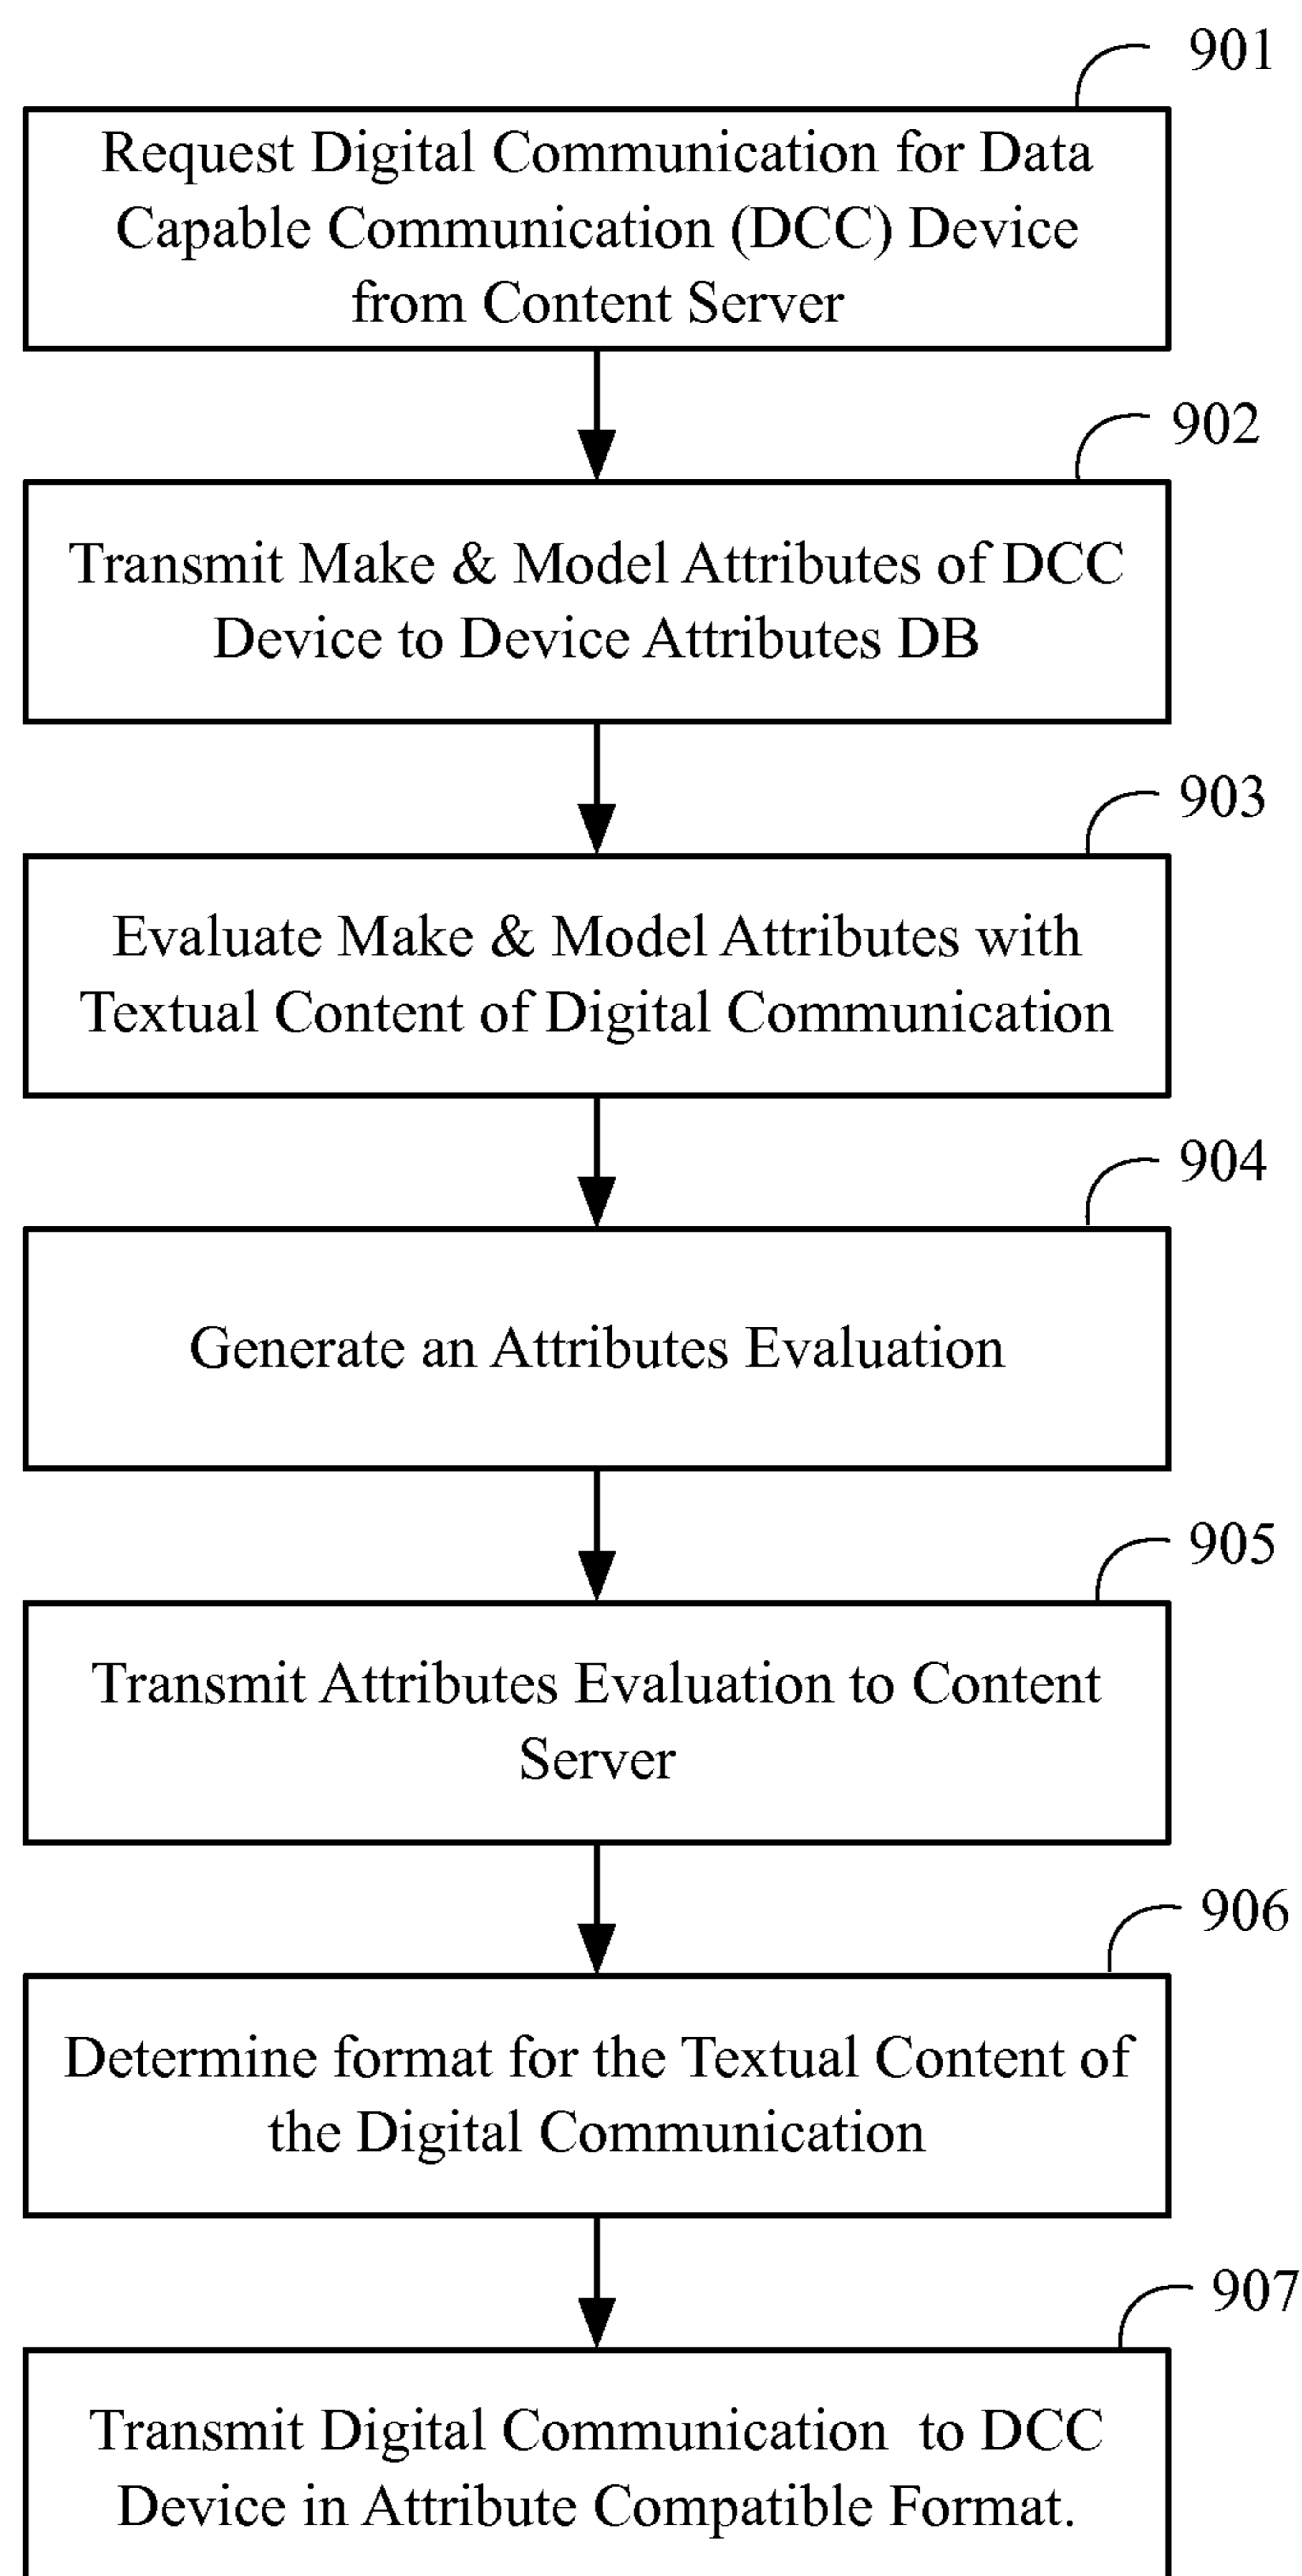 901
Request Digital Communication for Data
Capable Communication (DCC) Device
from Content Server
902
Transmit Make & Model Attributes of DCC
Device to Device Attributes DB
903
Evaluate Make & Model Attributes with
Textual Content of Digital Communication
904
Generate an Attributes Evaluation
905
Transmit Attributes Evaluation to Content
Server
906
Determine format for the Textual Content of
the Digital Communication
907
Transmit Digital Communication to DCC
Device in Attribute Compatible Format.